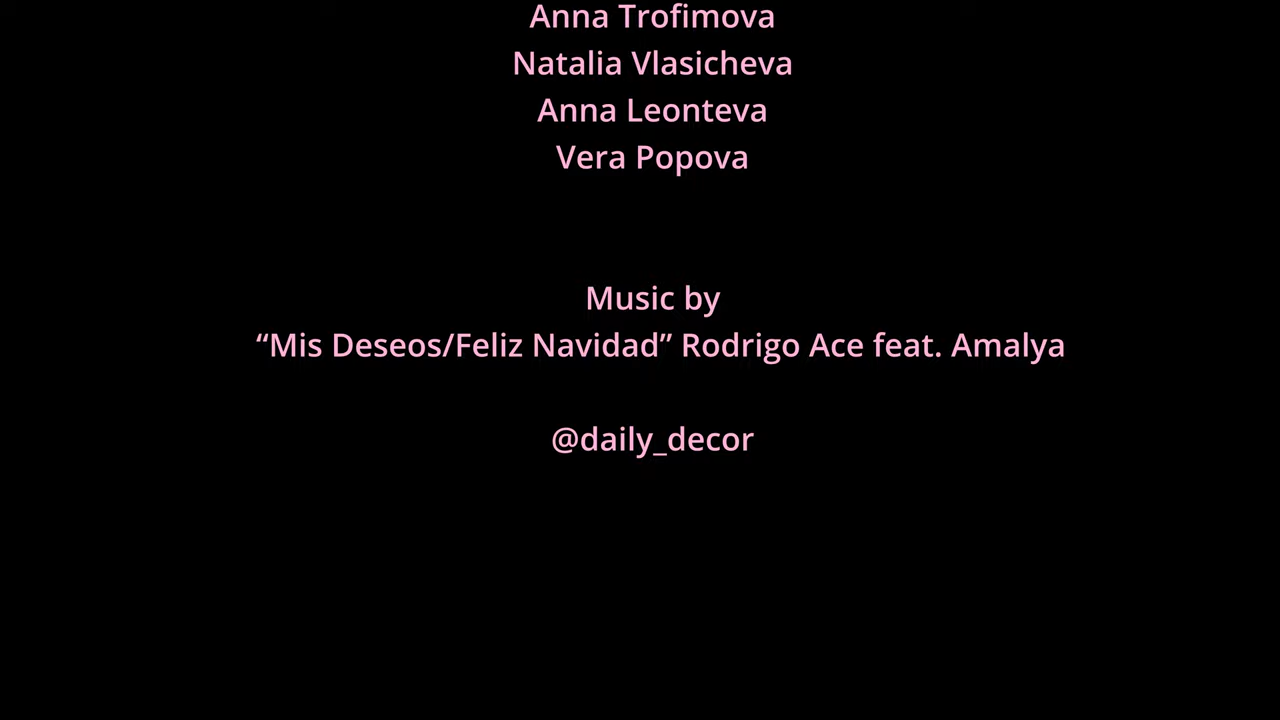 Anna Trofimova
Natalia Vlasicheva
Anna Leonteva
Vera Popova
Music by
“Mis Deseos/Feliz Navidad” Rodrigo Ace feat. Amalya
@daily_decor